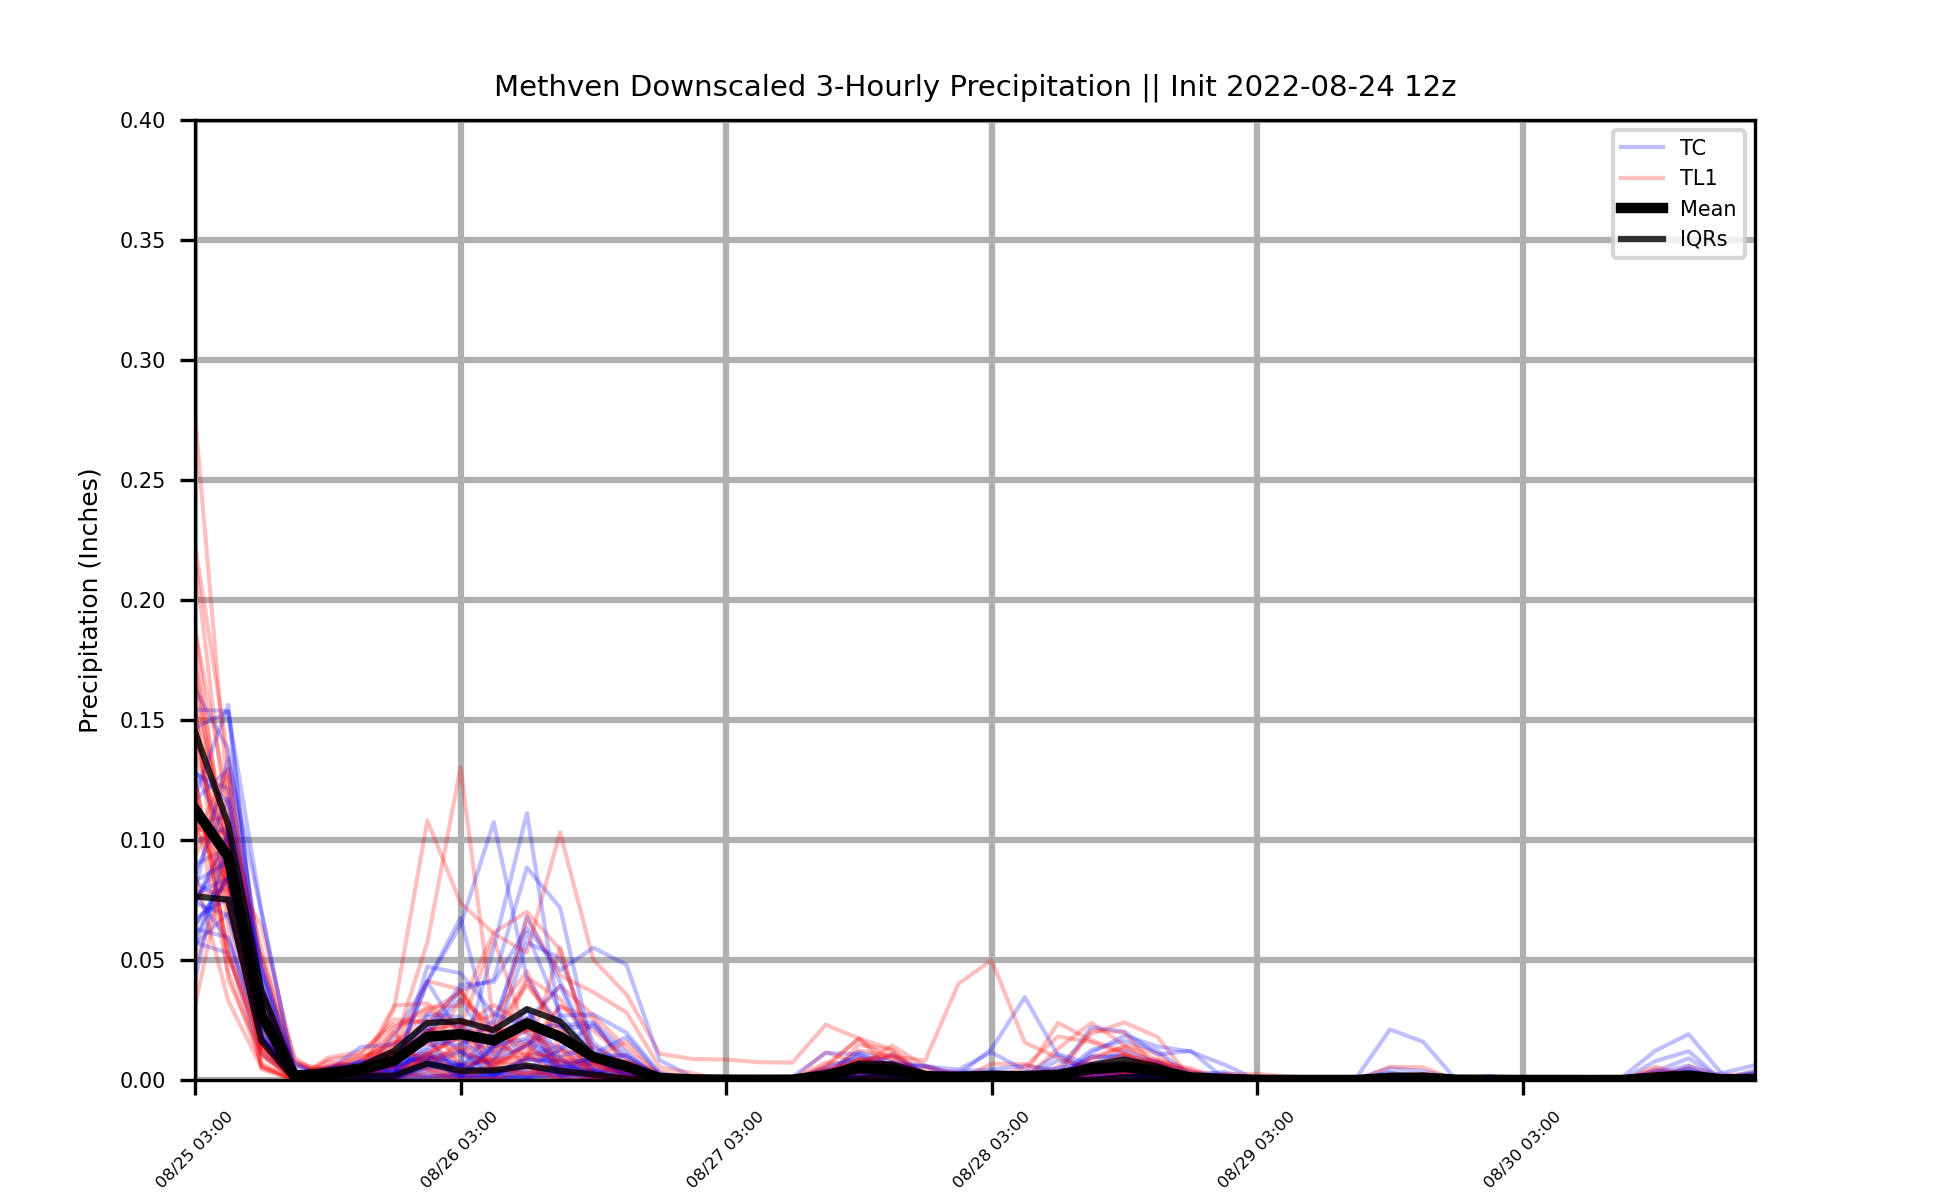 Methven Downscaled 3-Hourly Precipitation || Init 2022-08-24 12z
0.40
0.35
0.30
0.25
0.20
0.15
0.10
0.05
0.00
Precipitation (Inches)
TC
TL1
Mean
IQRs
08/25 03:00
08/26 03:00
08/27 03:00
08/28 03:00
08/29 03:00
08/30 03:00